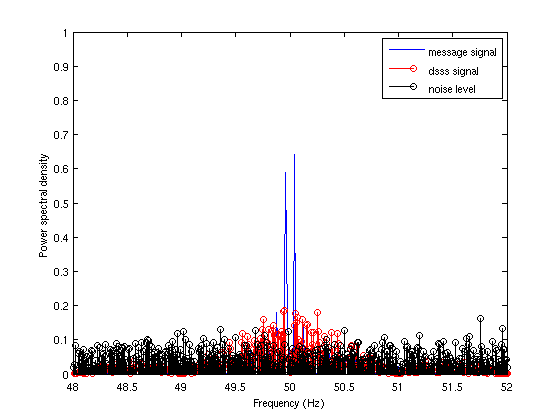 1
0.9
0.8
0.7
0.6
0.5
0.4
0.3
0.2
0.1
0
Power spectral density
message signal
dsss signal
noise level
48 48.5 49 49.5 50 50.5 51 51.5 52
Frequency (Hz)